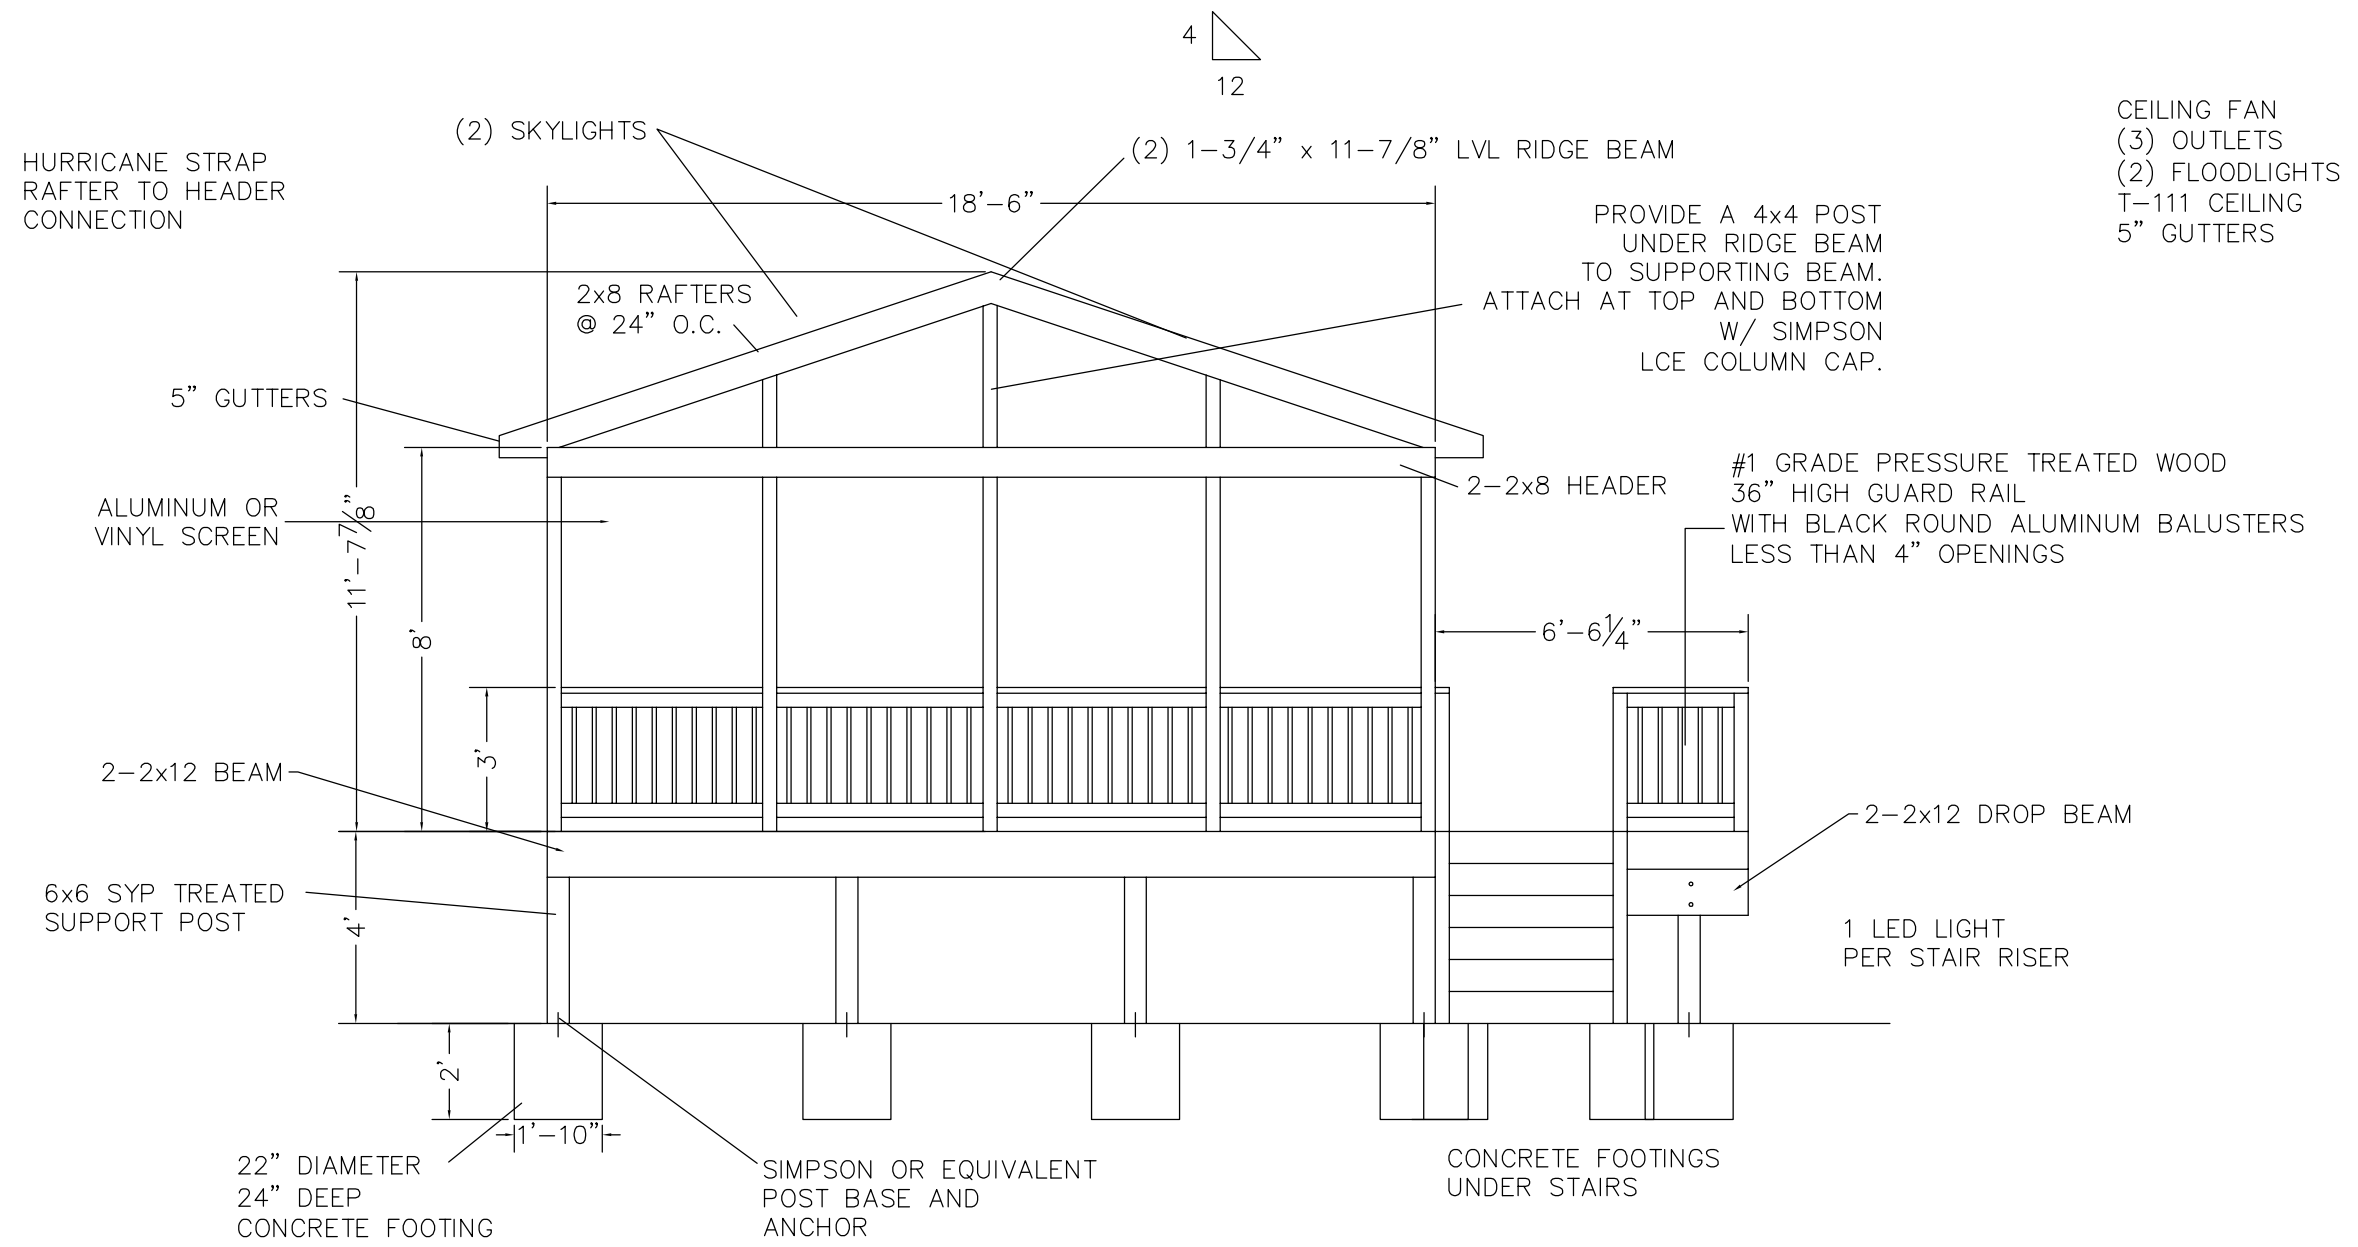 4
12
CEILING FAN
(3) OUTLETS
(2) FLOODLIGHTS
T-111 CEILING
5” GUTTERS
(2) SKYLIGHTS
(2) 1-3/4” x 11-7/8” LVL RIDGE BEAM
HURRICANE STRAP
RAFTER TO HEADER
CONNECTION
18’-6”
PROVIDE A 4x4 POST
UNDER RIDGE BEAM
TO SUPPORTING BEAM.
ATTACH AT TOP AND BOTTOM
W/ SIMPSON
LCE COLUMN CAP.
2x8 RAFTERS
@ 24” O.C.
5” GUTTERS
#1 GRADE PRESSURE TREATED WOOD
36” HIGH GUARD RAIL
WITH BLACK ROUND ALUMINUM BALUSTERS
LESS THAN 4” OPENINGS
2-2x8 HEADER
ALUMINUM OR
VINYL SCREEN
11’-7 7/8”
8’
6’-6 1/4”
3’
2-2x12 BEAM
2-2x12 DROP BEAM
6x6 SYP TREATED
SUPPORT POST
4’
1 LED LIGHT
PER STAIR RISER
2’
1’-10”
22” DIAMETER
24” DEEP
CONCRETE FOOTING
SIMPSON OR EQUIVALENT
POST BASE AND
ANCHOR
CONCRETE FOOTINGS
UNDER STAIRS